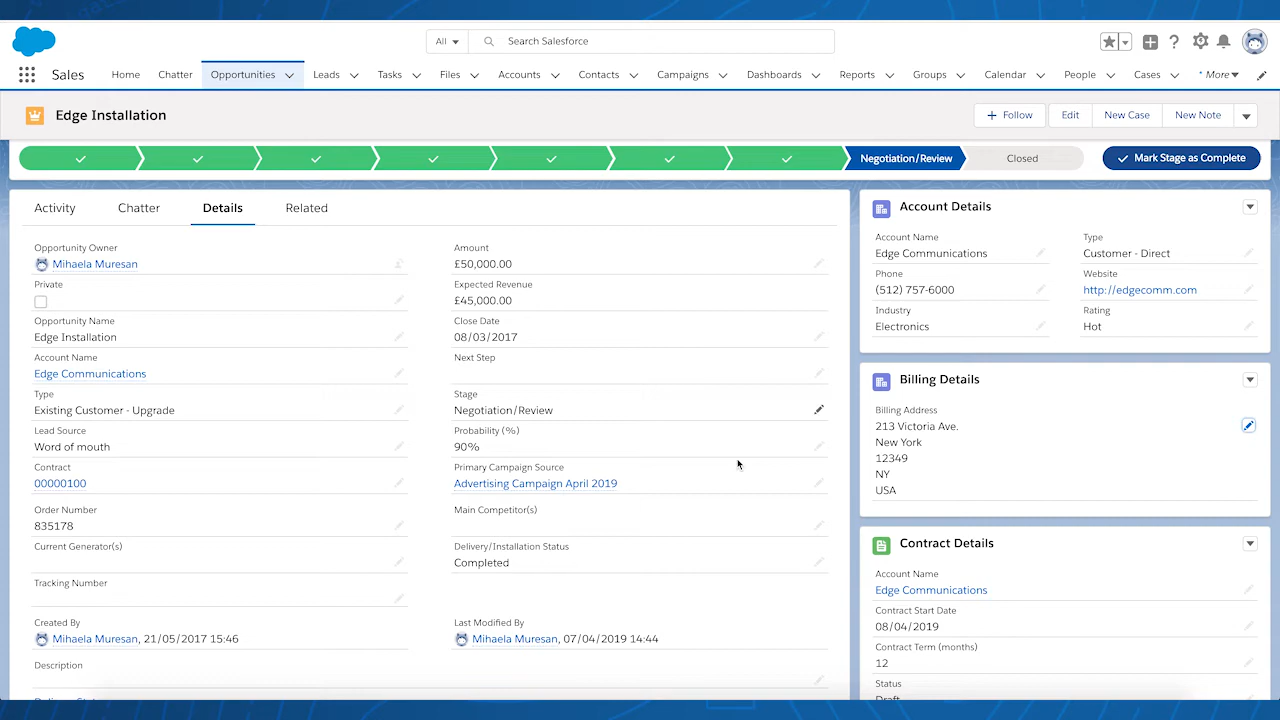 All
Search Salesforce
Sales
Home
Chatter
Opportunities
Leads
Tasks
Files
Accounts
Contacts
Campaigns
Dashboards
Reports
Groups
Calendar
People
Cases
* More
Edge Installation
+ Follow
Edit
New Case
New Note
Negotiation/Review
Closed
Mark Stage as Complete
Activity
Chatter
Details
Related
Opportunity Owner
Mihaela Muresan
Private
Opportunity Name
Edge Installation
Account Name
Edge Communications
Type
Existing Customer - Upgrade
Lead Source
Word of mouth
Contract
00000100
Order Number
835178
Current Generator(s)
Tracking Number
Created By
Mihaela Muresan, 21/05/2017 15:46
Description
Amount
£50,000.00
Expected Revenue
£45,000.00
Close Date
08/03/2017
Next Step
Stage
Negotiation/Review
Probability (%)
90%
Primary Campaign Source
Advertising Campaign April 2019
Main Competitor(s)
Delivery/Installation Status
Completed
Last Modified By
Mihaela Muresan, 07/04/2019 14:44
Account Details
Account Name
Edge Communications
Type
Customer - Direct
Phone
(512) 757-6000
Website
http://edgecomm.com
Industry
Electronics
Rating
Hot
Billing Details
Billing Address
213 Victoria Ave.
New York
12349
NY
USA
Contract Details
Account Name
Edge Communications
Contract Start Date
08/04/2019
Contract Term (months)
12
Status
Draft